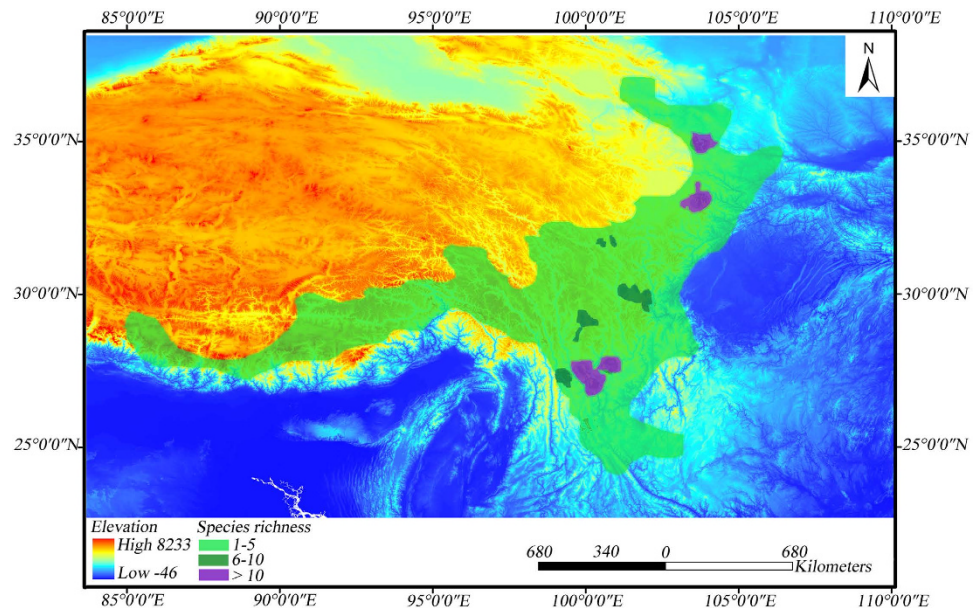 85°0'0"E 90°0'0"E 95°0'0"E 100°0'0"E 105°0'0"E 110°0'0"E
N
35°0'0"N 35°0'0"N
30°0'0"N 30°0'0"N
25°0'0"N 25°0'0"N
Elevation
High 8233
Low -46
Species richness
1-5
6-10
> 10
680 340 0 680
Kilometers
85°0'0"E 90°0'0"E 95°0'0"E 100°0'0"E 105°0'0"E 110°0'0"E